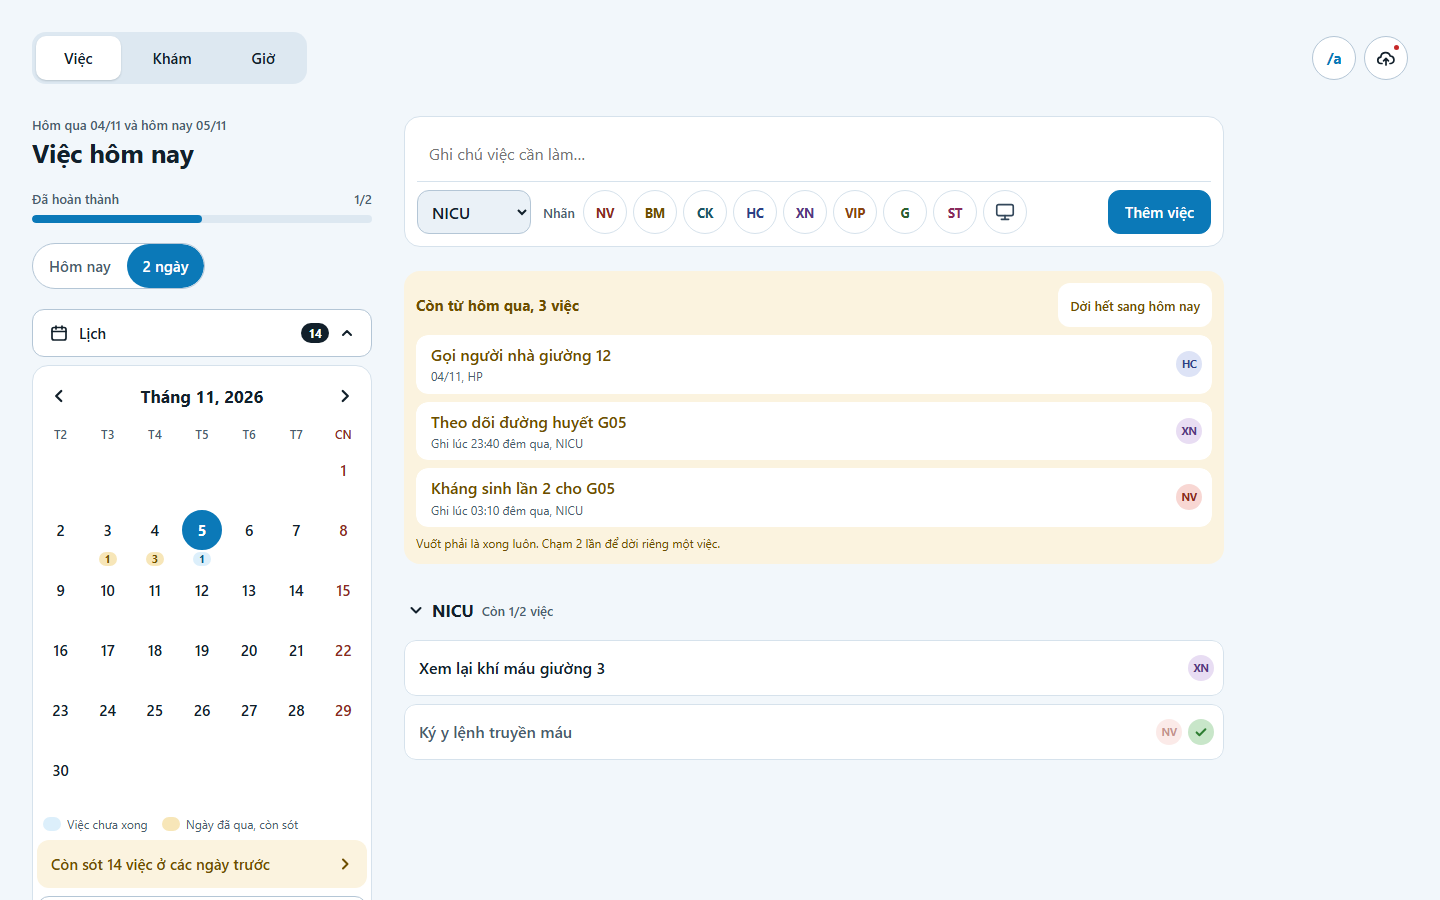 Việc Khám Giờ
/a
Hôm qua 04/11 và hôm nay 05/11
Việc hôm nay
Đã hoàn thành 1/2
Hôm nay 2 ngày
Lịch 14
Tháng 11, 2026
T2 T3 T4 T5 T6 T7 CN
1
2 3 4 5 6 7 8
1 3 1
9 10 11 12 13 14 15
16 17 18 19 20 21 22
23 24 25 26 27 28 29
30
Việc chưa xong Ngày đã qua, còn sót
Còn sót 14 việc ở các ngày trước
Ghi chú việc cần làm...
NICU Nhãn NV BM CK HC XN VIP G ST Thêm việc
Còn từ hôm qua, 3 việc Dời hết sang hôm nay
Gọi người nhà giường 12
04/11, HP
HC
Theo dõi đường huyết G05
Ghi lúc 23:40 đêm qua, NICU
XN
Kháng sinh lần 2 cho G05
Ghi lúc 03:10 đêm qua, NICU
NV
Vuốt phải là xong luôn. Chạm 2 lần để dời riêng một việc.
NICU Còn 1/2 việc
Xem lại khí máu giường 3 XN
Ký y lệnh truyền máu NV